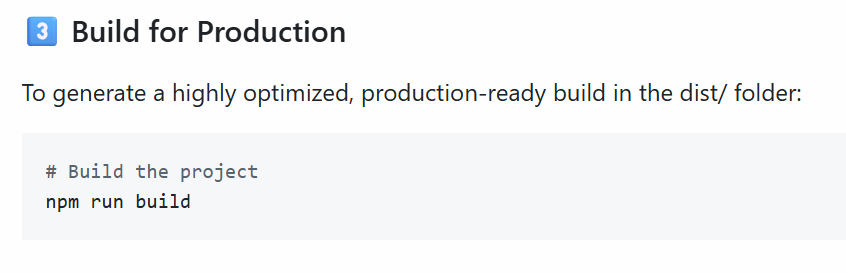 3️⃣ Build for Production
To generate a highly optimized, production-ready build in the dist/ folder:
# Build the project
npm run build